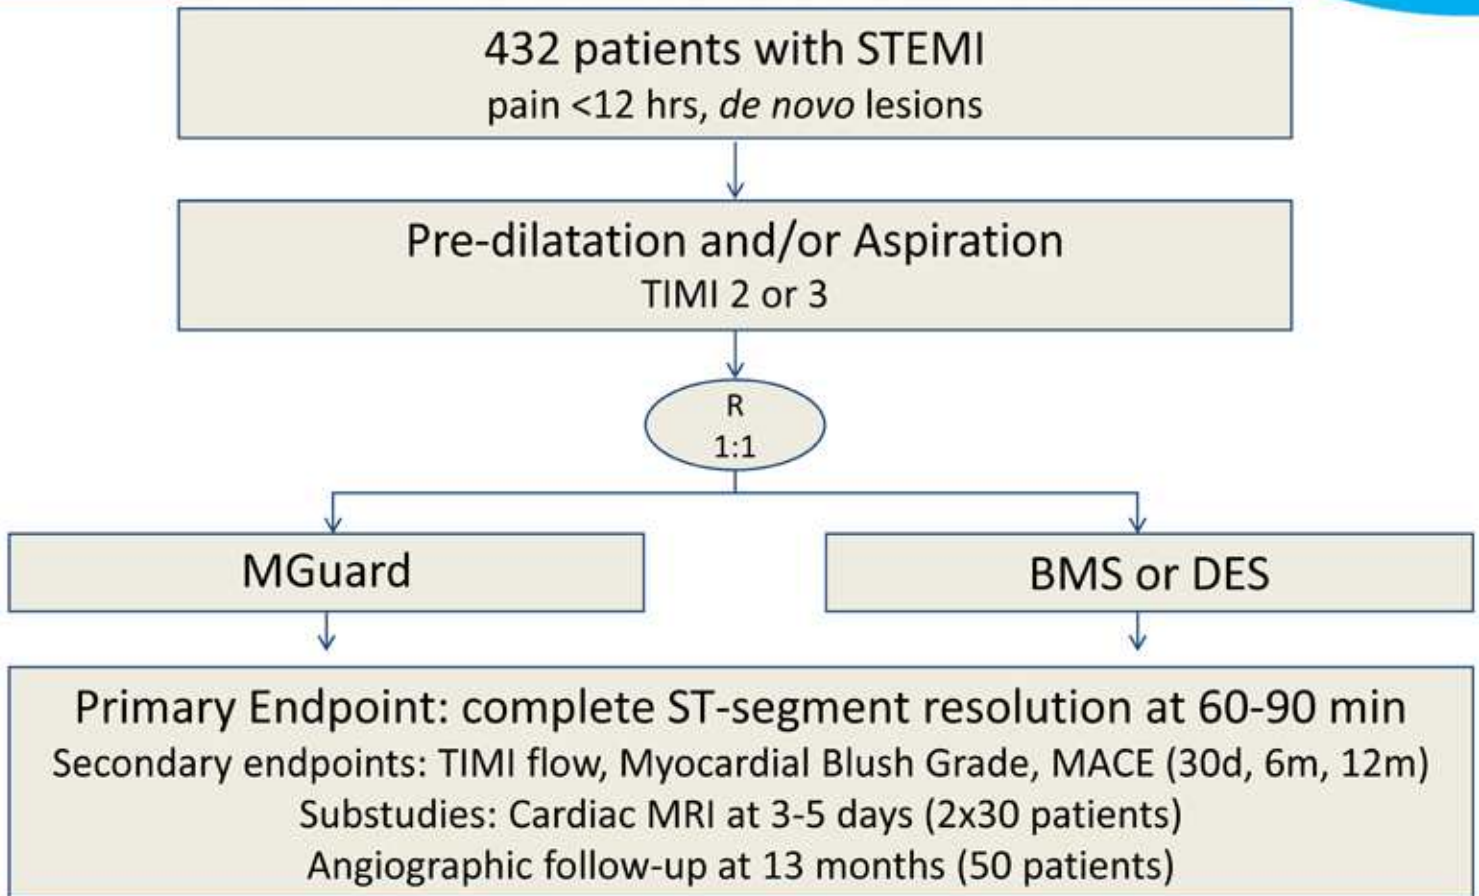 432 patients with STEMI
pain <12 hrs, de novo lesions
Pre-dilatation and/or Aspiration
TIMI 2 or 3
R
1:1
MGuard
BMS or DES
Primary Endpoint: complete ST-segment resolution at 60-90 min
Secondary endpoints: TIMI flow, Myocardial Blush Grade, MACE (30d, 6m, 12m)
Substudies: Cardiac MRI at 3-5 days (2x30 patients)
Angiographic follow-up at 13 months (50 patients)